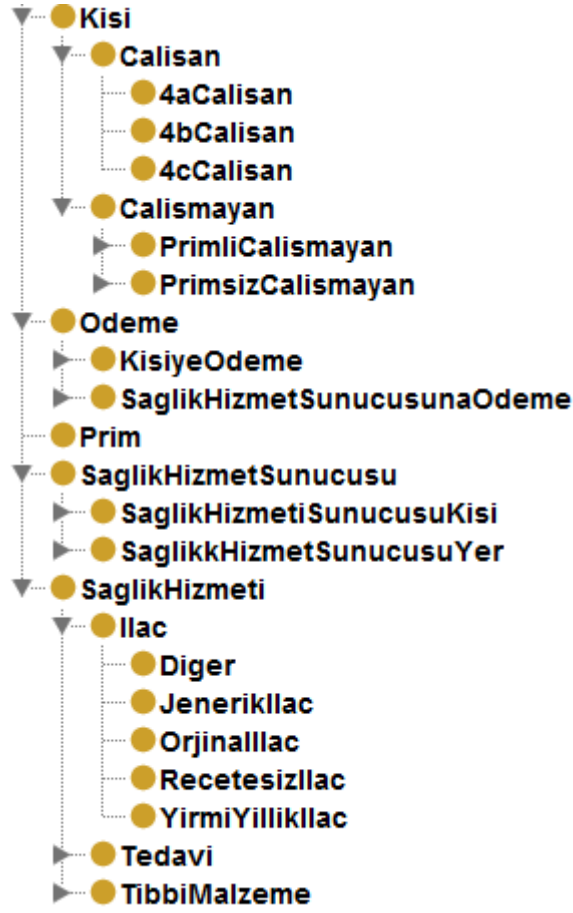 Kisi
Calisan
4aCalisan
4bCalisan
4cCalisan
Calismayan
PrimliCalismayan
PrimsizCalismayan
Odeme
KisiyeOdeme
SaglikHizmetSunucusunaOdeme
Prim
SaglikHizmetSunucusu
SaglikHizmetiSunucusuKisi
SaglikkHizmetSunucusuYer
SaglikHizmeti
Ilac
Diger
JenerikIlac
OrjinalIlac
RecetesizIlac
YirmiYillikIlac
Tedavi
TibbiMalzeme